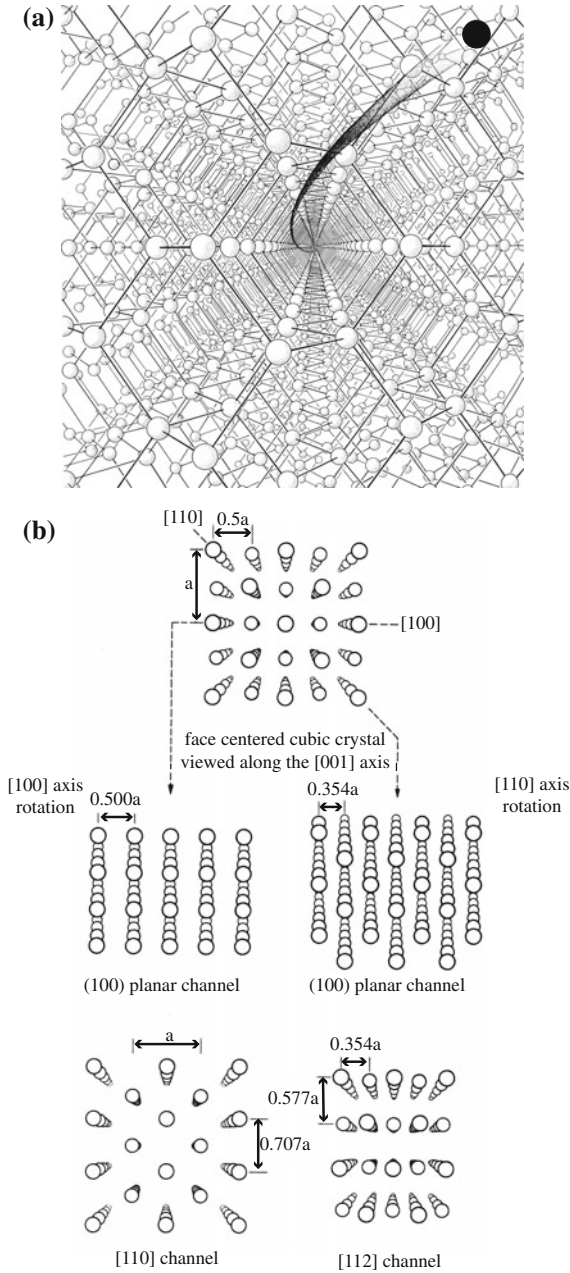 (a)
(b)
[110]
0.5a
a
[100]
face centered cubic crystal
viewed along the [001] axis
[100] axis
rotation
0.500a
0.354a
[110] axis
rotation
(100) planar channel
(100) planar channel
a
0.707a
0.354a
0.577a
[110] channel
[112] channel